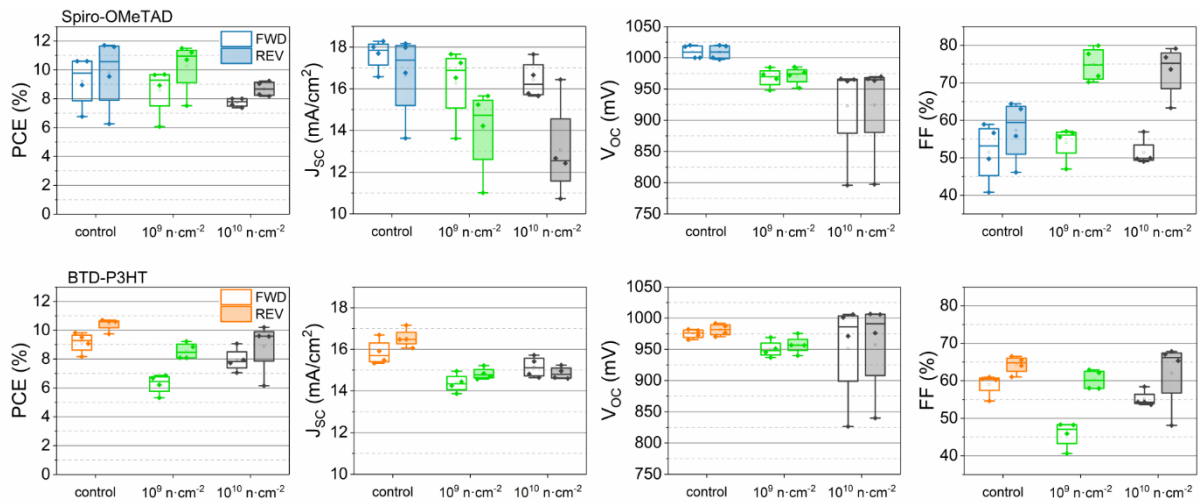 Spiro-OMeTAD
PCE (%)
12
10
8
6
4
2
0
FWD
REV
control
10⁹ n·cm⁻²
10¹⁰ n·cm⁻²
J_SC (mA/cm²)
18
16
14
12
10
control
10⁹ n·cm⁻²
10¹⁰ n·cm⁻²
V_OC (mV)
1050
1000
950
900
850
800
750
control
10⁹ n·cm⁻²
10¹⁰ n·cm⁻²
FF (%)
80
70
60
50
40
control
10⁹ n·cm⁻²
10¹⁰ n·cm⁻²
BTD-P3HT
PCE (%)
12
10
8
6
4
2
0
FWD
REV
control
10⁹ n·cm⁻²
10¹⁰ n·cm⁻²
J_SC (mA/cm²)
18
16
14
12
10
control
10⁹ n·cm⁻²
10¹⁰ n·cm⁻²
V_OC (mV)
1050
1000
950
900
850
800
750
control
10⁹ n·cm⁻²
10¹⁰ n·cm⁻²
FF (%)
80
70
60
50
40
control
10⁹ n·cm⁻²
10¹⁰ n·cm⁻²